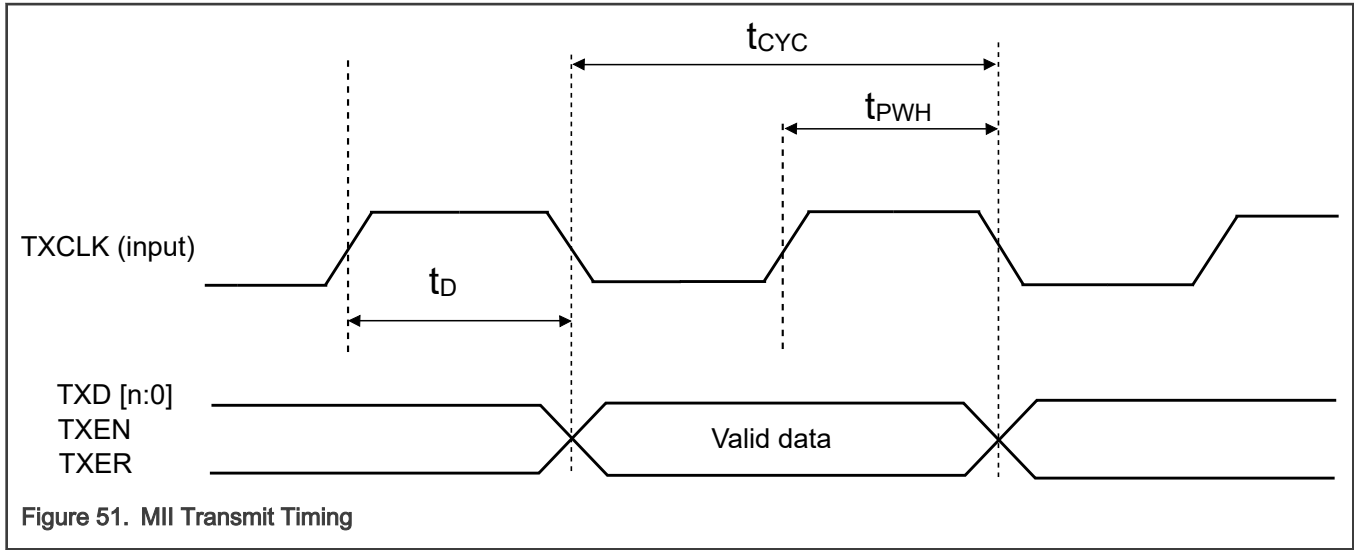 tCYC
tPWH
TXCLK (input)
tD
TXD [n:0]
TXEN
Valid data
TXER
Figure 51. MII Transmit Timing